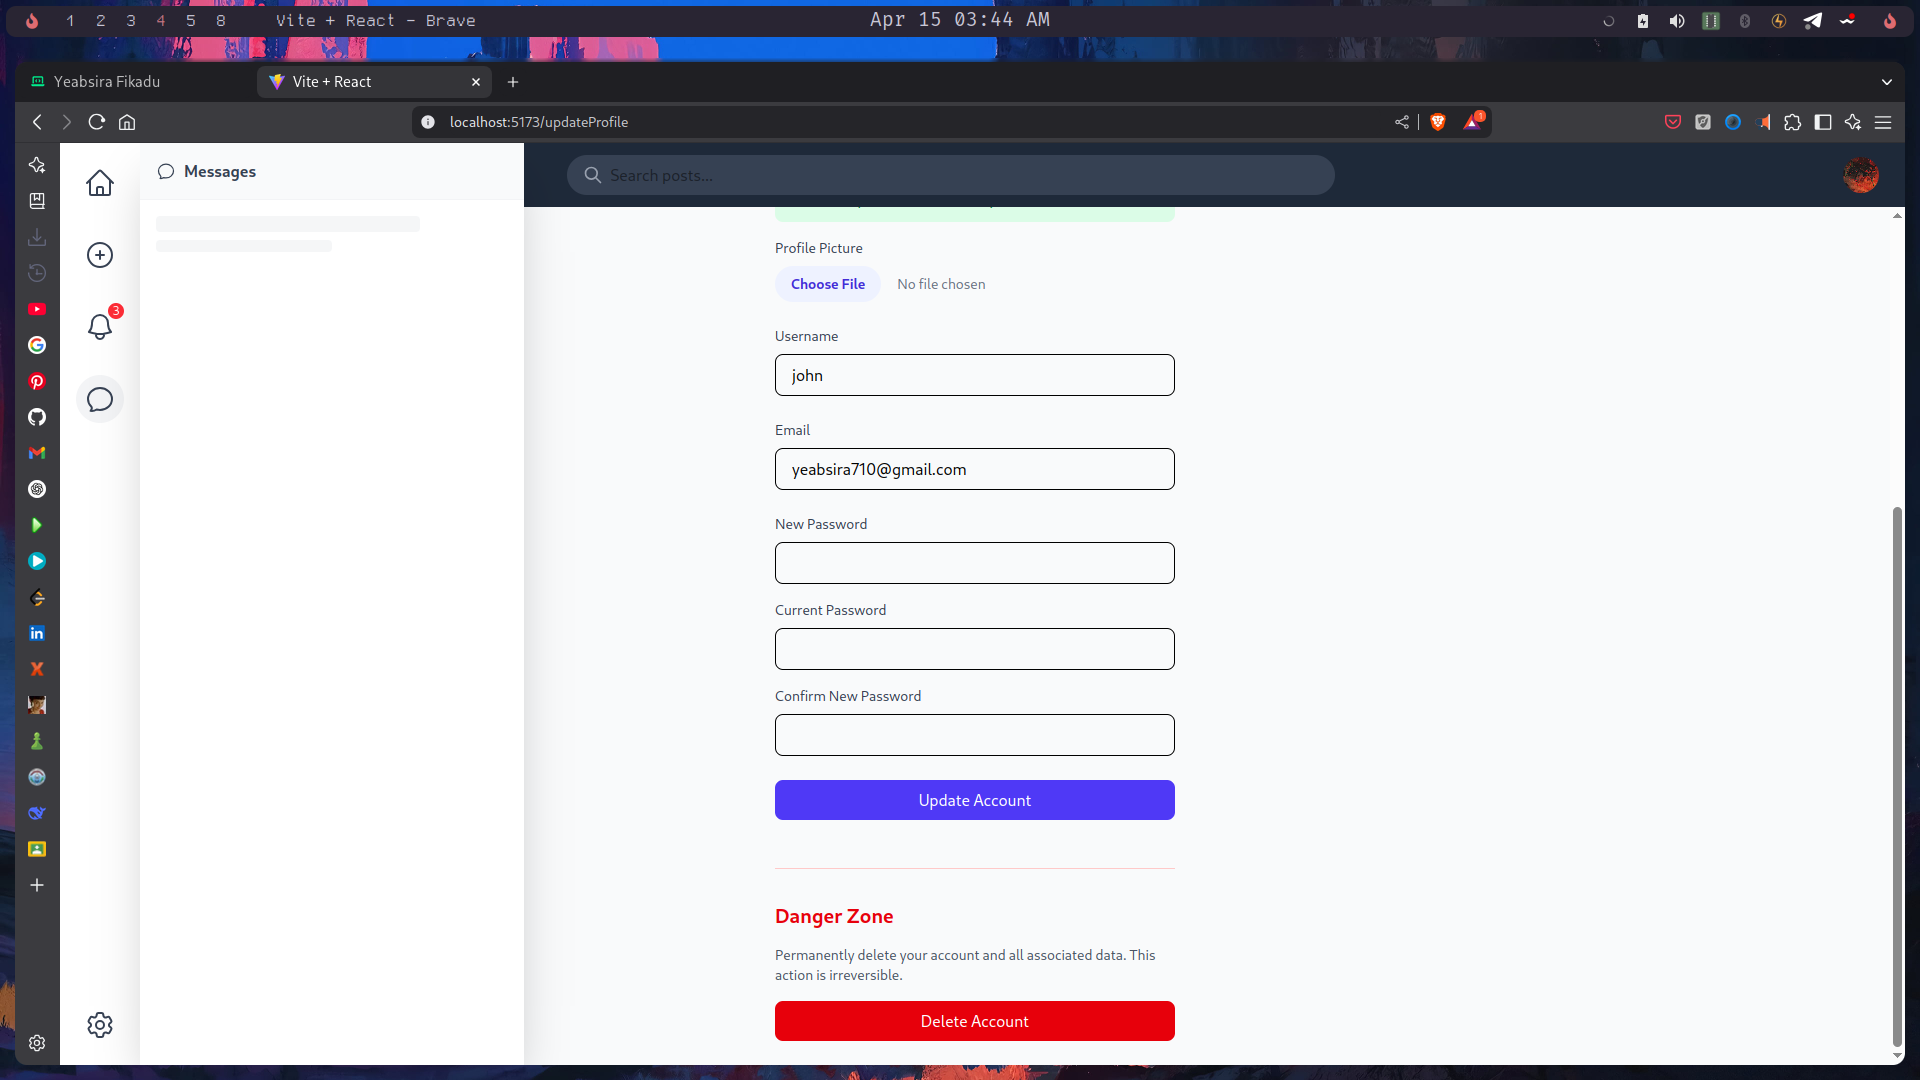 1 2 3 4 5 8 Vite + React - Brave Apr 15 03:44 AM
Yeabsira Fikadu Vite + React
localhost:5173/updateProfile 1
Messages Search posts...
Profile Picture
Choose File No file chosen
3
Username
john
Email
yeabsira710@gmail.com
New Password
Current Password
Confirm New Password
Update Account
Danger Zone
Permanently delete your account and all associated data. This
action is irreversible.
Delete Account